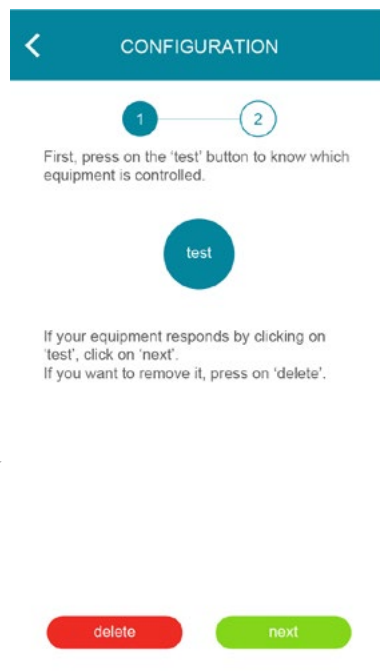 CONFIGURATION
1 2
First, press on the 'test' button to know which
equipment is controlled.
test
If your equipment responds by clicking on
'test', click on 'next'.
If you want to remove it, press on 'delete'.
delete next